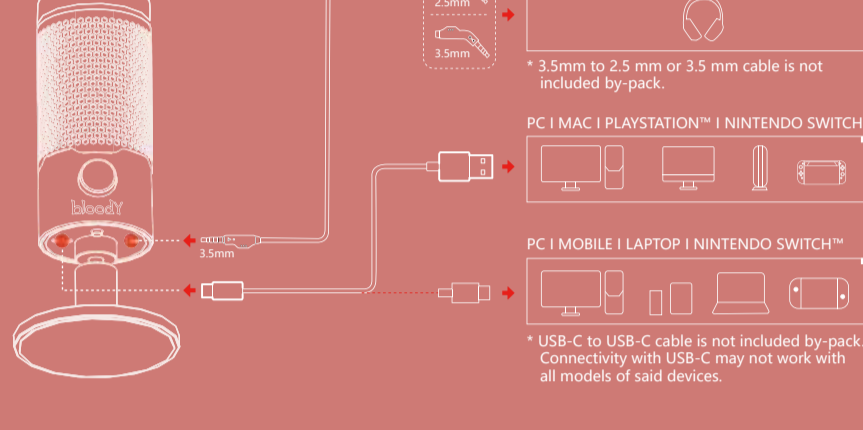 2.5mm
3.5mm
* 3.5mm to 2.5 mm or 3.5 mm cable is not
included by-pack.
PC I MAC I PLAYSTATION™ I NINTENDO SWITCH
bloody
3.5mm
PC I MOBILE I LAPTOP I NINTENDO SWITCH™
* USB-C to USB-C cable is not included by-pack.
Connectivity with USB-C may not work with
all models of said devices.